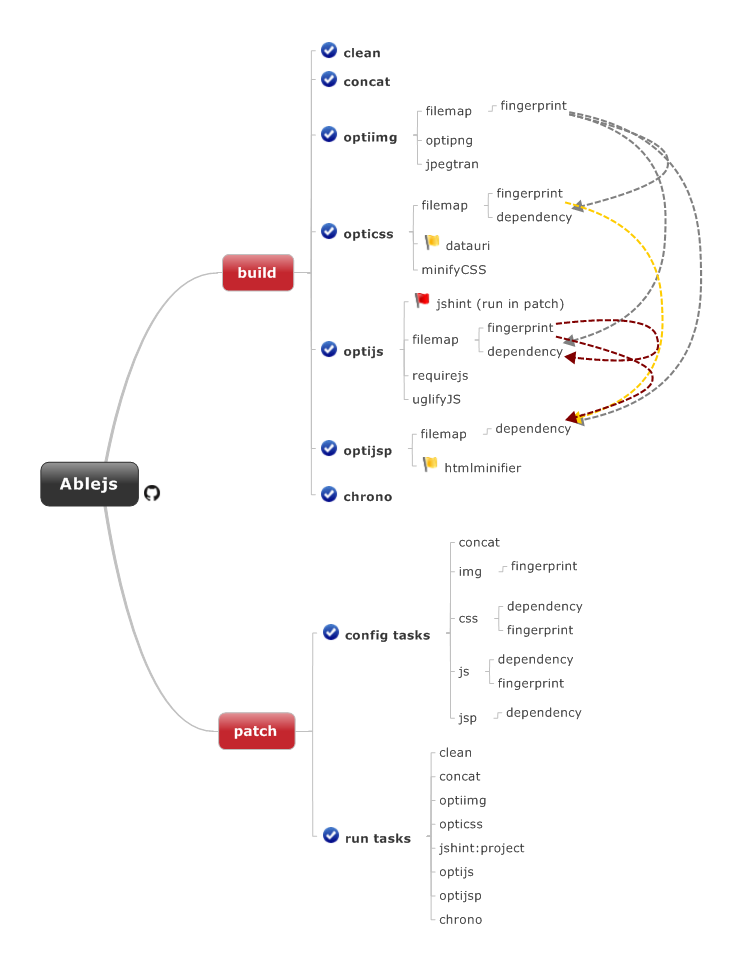 Ablejs
build
clean
concat
optiimg
filemap
fingerprint
optipng
jpegtran
opticss
filemap
fingerprint
dependency
datauri
minifyCSS
optijs
jshint (run in patch)
filemap
fingerprint
dependency
requirejs
uglifyJS
optijsp
filemap
dependency
htmlminifier
chrono
patch
config tasks
concat
img
fingerprint
css
dependency
fingerprint
js
dependency
fingerprint
jsp
dependency
run tasks
clean
concat
optiimg
opticss
jshint:project
optijs
optijsp
chrono